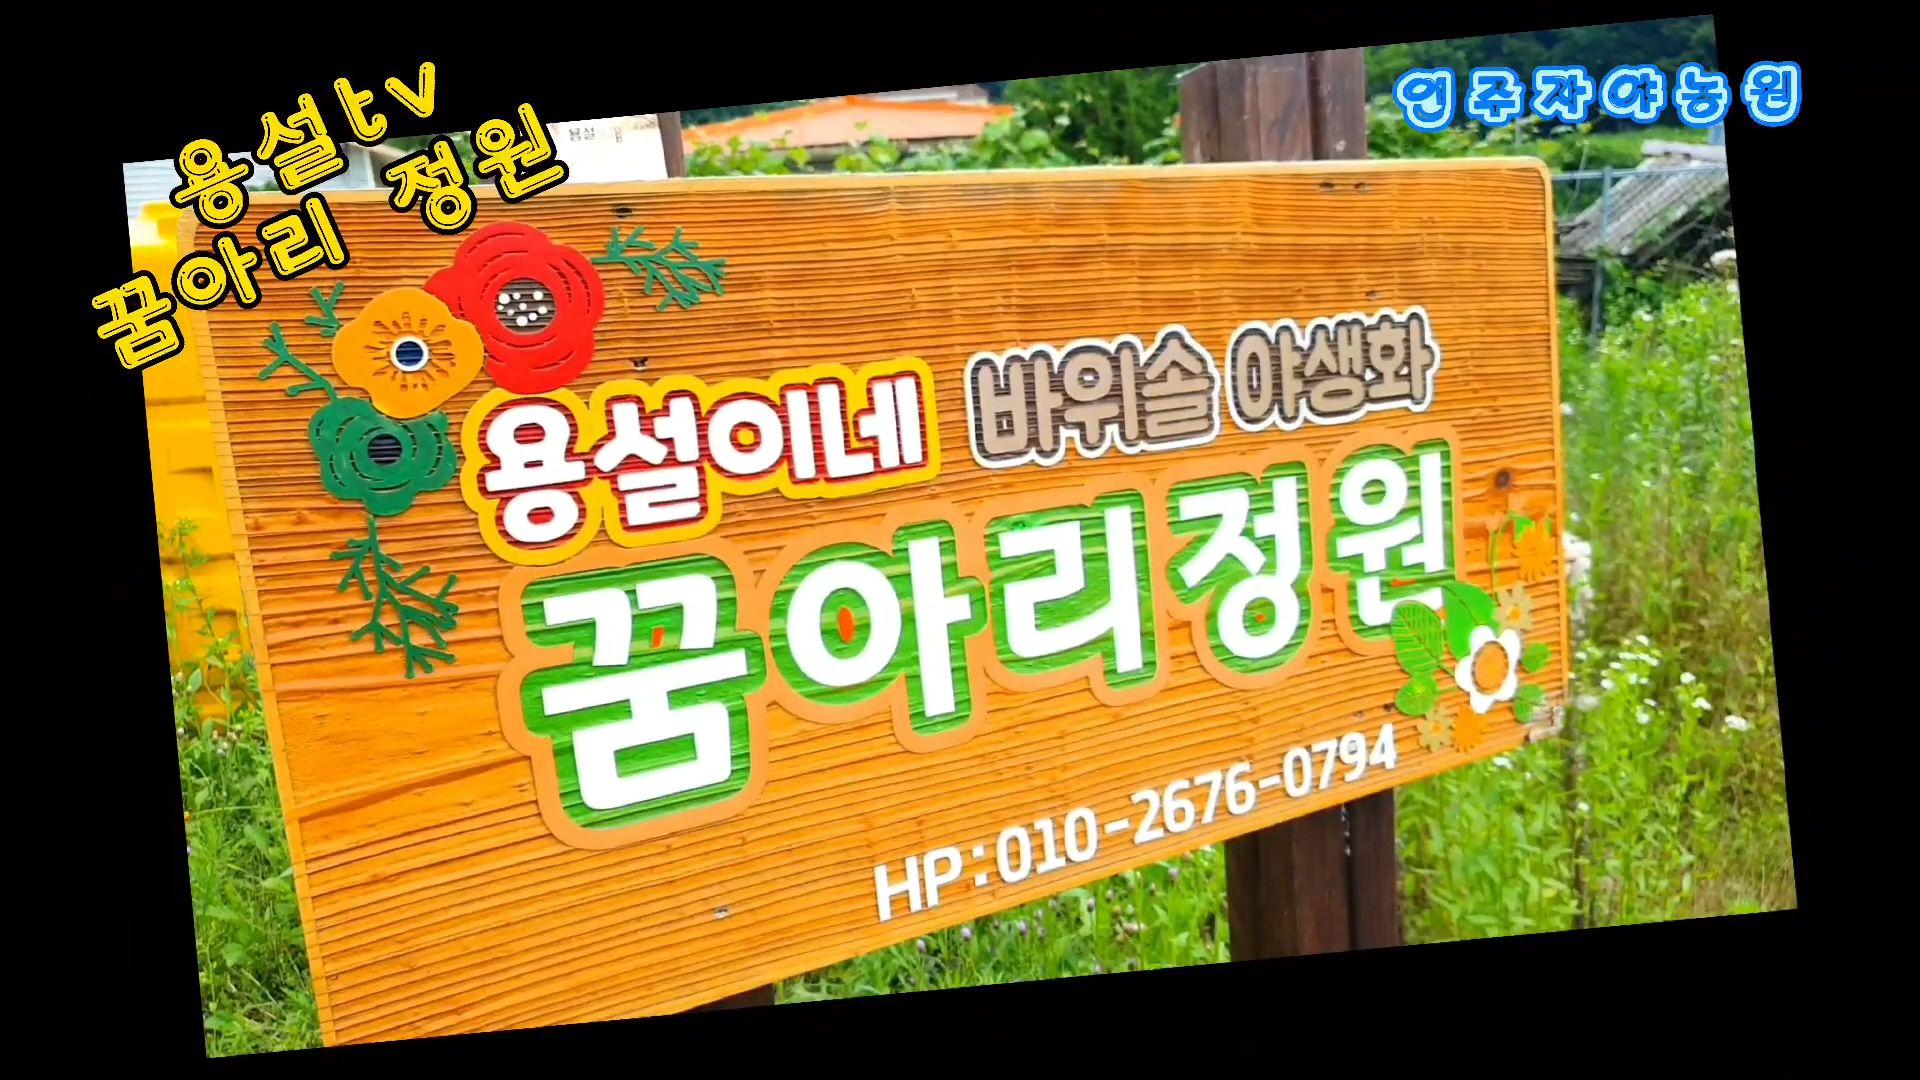 용설tv
꿈아리 정원
연주자야농원
용설이네 바위솔 야생화
꿈아리정원
HP:010-2676-0794